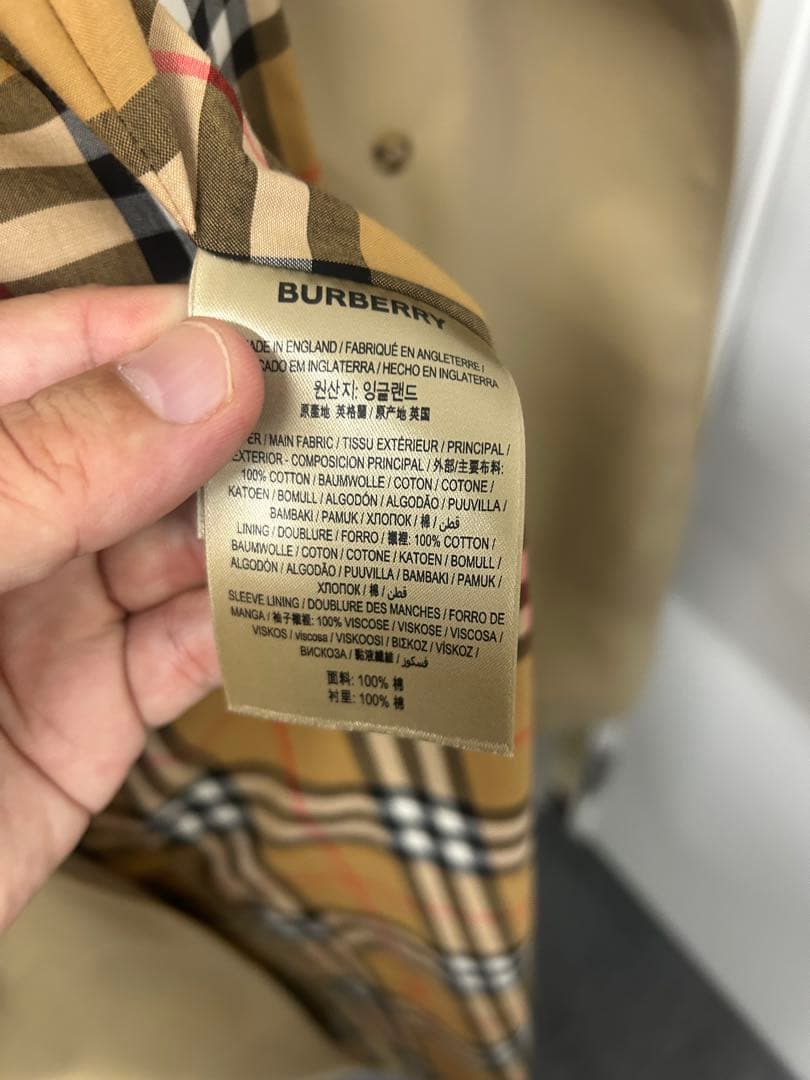 BURBERRY
ADE IN ENGLAND / FABRIQUÉ EN ANGLETERRE /
CADO EM INGLATERRA / HECHO EN INGLATERRA
원산지: 잉글랜드
原產地 英格蘭 / 原产地 英国
ER / MAIN FABRIC / TISSU EXTÉRIEUR / PRINCIPAL /
EXTERIOR - COMPOSICION PRINCIPAL / 外部/主要布料:
100% COTTON / BAUMWOLLE / COTON / COTONE /
KATOEN / BOMULL / ALGODÓN / ALGODÃO / PUUVILLA /
BAMBAKI / PAMUK / ХЛОПОК / 棉 / قطن /
LINING / DOUBLURE / FORRO / 襯裡: 100% COTTON /
BAUMWOLLE / COTON / COTONE / KATOEN / BOMULL /
ALGODÓN / ALGODÃO / PUUVILLA / BAMBAKI / PAMUK /
ХЛОПОК / 棉 / قطن /
SLEEVE LINING / DOUBLURE DES MANCHES / FORRO DE
MANGA / 袖子襯裡: 100% VISCOSE / VISKOSE / VISCOSA /
VISKOS / viscosa / VISKOOSI / ΒΙΣΚΟΖ / VİSKOZ /
ВИСКОЗА / 黏液纖維 / فسكوز /
面料: 100% 棉
衬里: 100% 棉